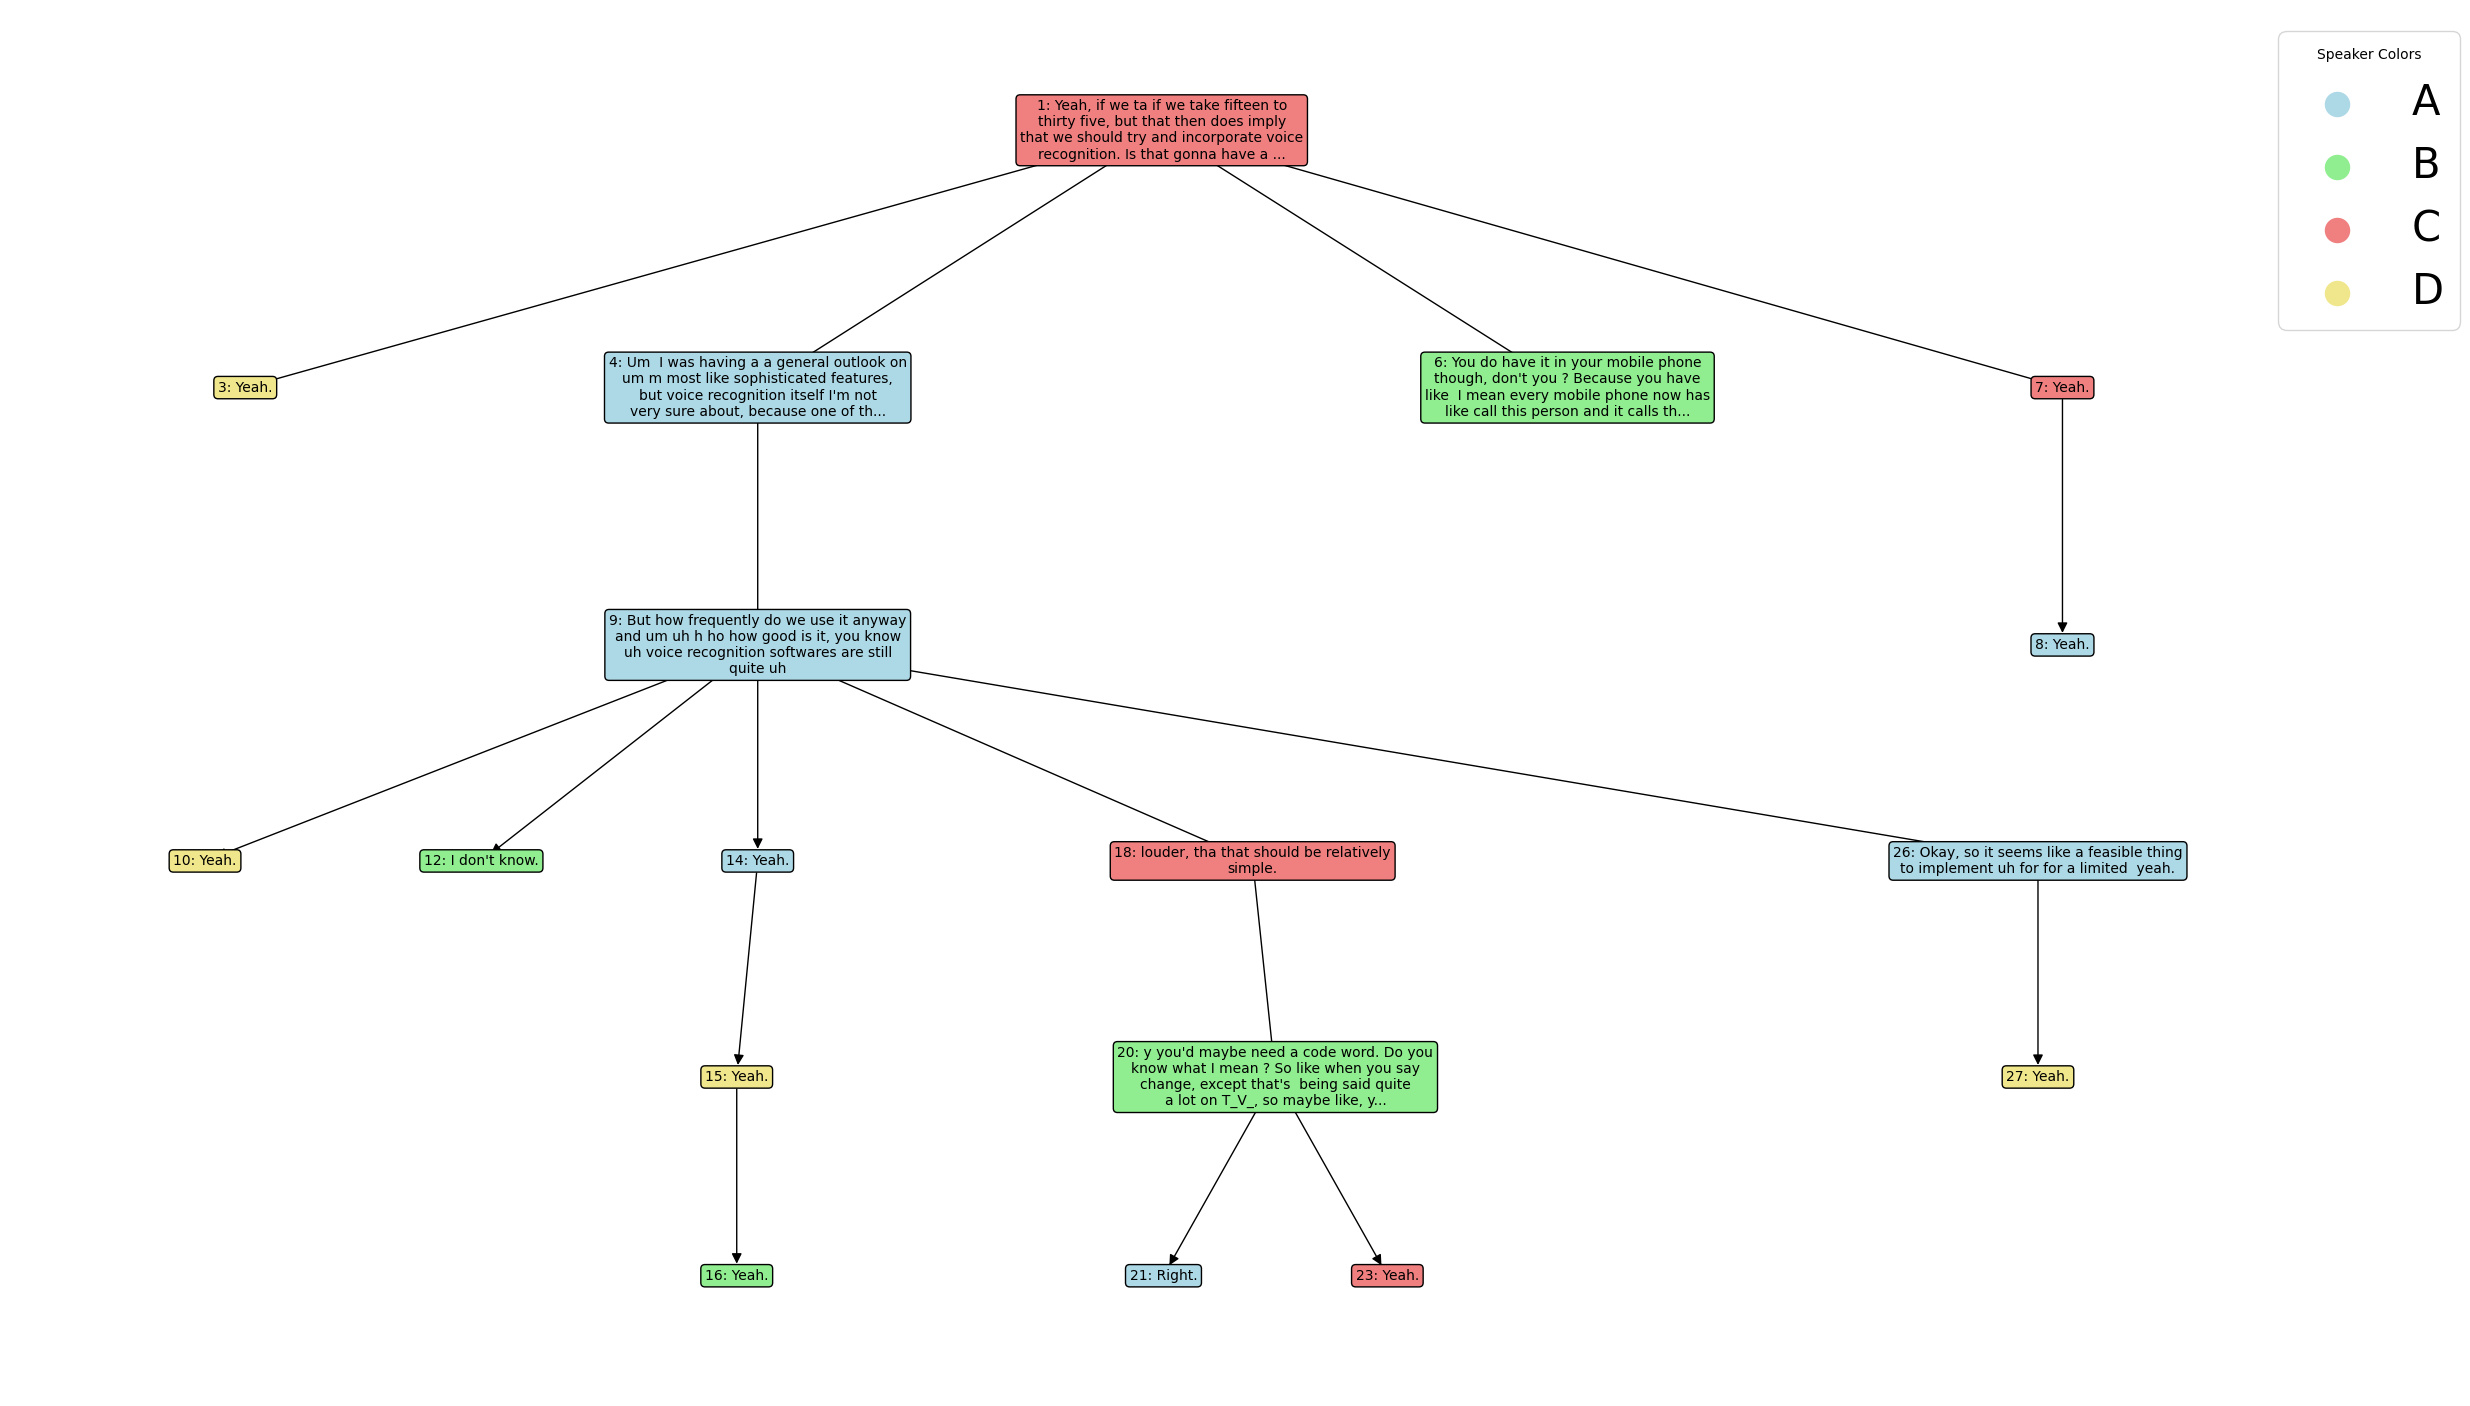 Speaker Colors
A
B
C
D
1: Yeah, if we ta if we take fifteen to
thirty five, but that then does imply
that we should try and incorporate voice
recognition. Is that gonna have a ...
3: Yeah.
4: Um  I was having a a general outlook on
um m most like sophisticated features,
but voice recognition itself I'm not
very sure about, because one of th...
6: You do have it in your mobile phone
though, don't you ? Because you have
like  I mean every mobile phone now has
like call this person and it calls th...
7: Yeah.
9: But how frequently do we use it anyway
and um uh h ho how good is it, you know
uh voice recognition softwares are still
quite uh
8: Yeah.
10: Yeah.
12: I don't know.
14: Yeah.
18: louder, tha that should be relatively
simple.
26: Okay, so it seems like a feasible thing
to implement uh for for a limited  yeah.
15: Yeah.
20: y you'd maybe need a code word. Do you
know what I mean ? So like when you say
change, except that's  being said quite
a lot on T_V_, so maybe like, y...
27: Yeah.
16: Yeah.
21: Right.
23: Yeah.